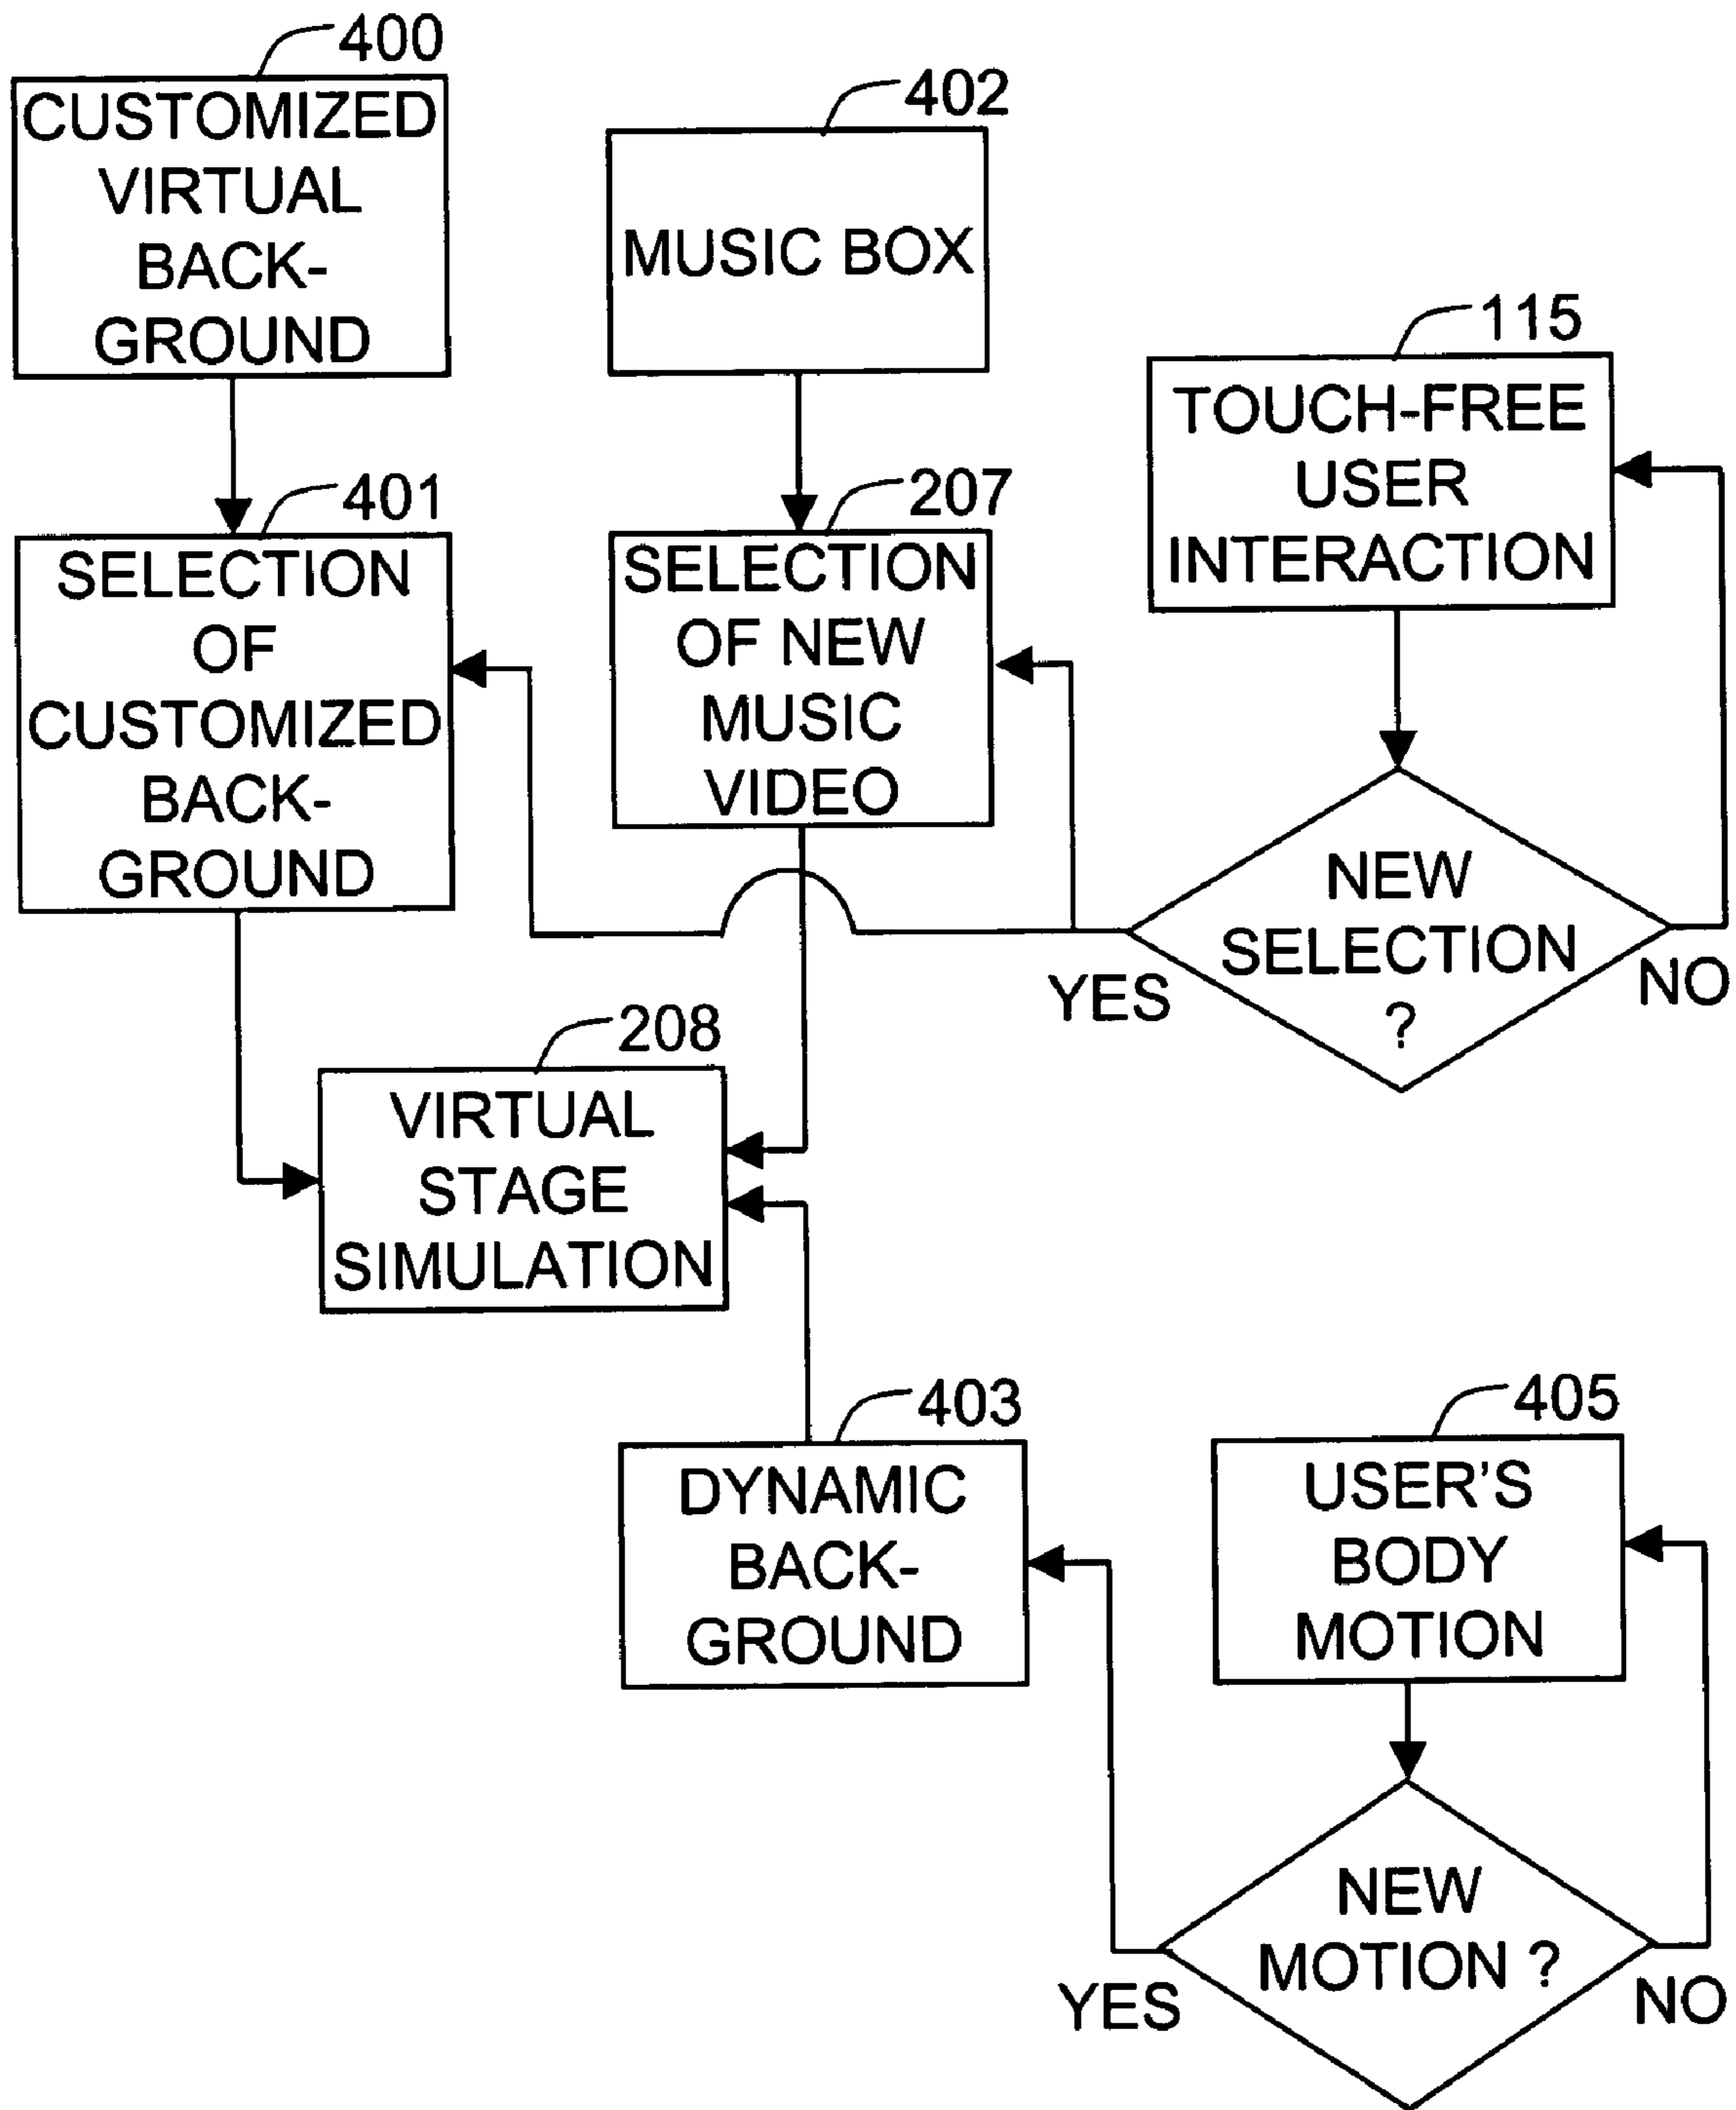 400
CUSTOMIZED
VIRTUAL
BACK-
GROUND
402
MUSIC BOX
115
TOUCH-FREE
USER
INTERACTION
401
SELECTION
OF
CUSTOMIZED
BACK-
GROUND
207
SELECTION
OF NEW
MUSIC
VIDEO
NEW
SELECTION
?
YES
NO
208
VIRTUAL
STAGE
SIMULATION
403
DYNAMIC
BACK-
GROUND
405
USER'S
BODY
MOTION
NEW
MOTION ?
YES
NO